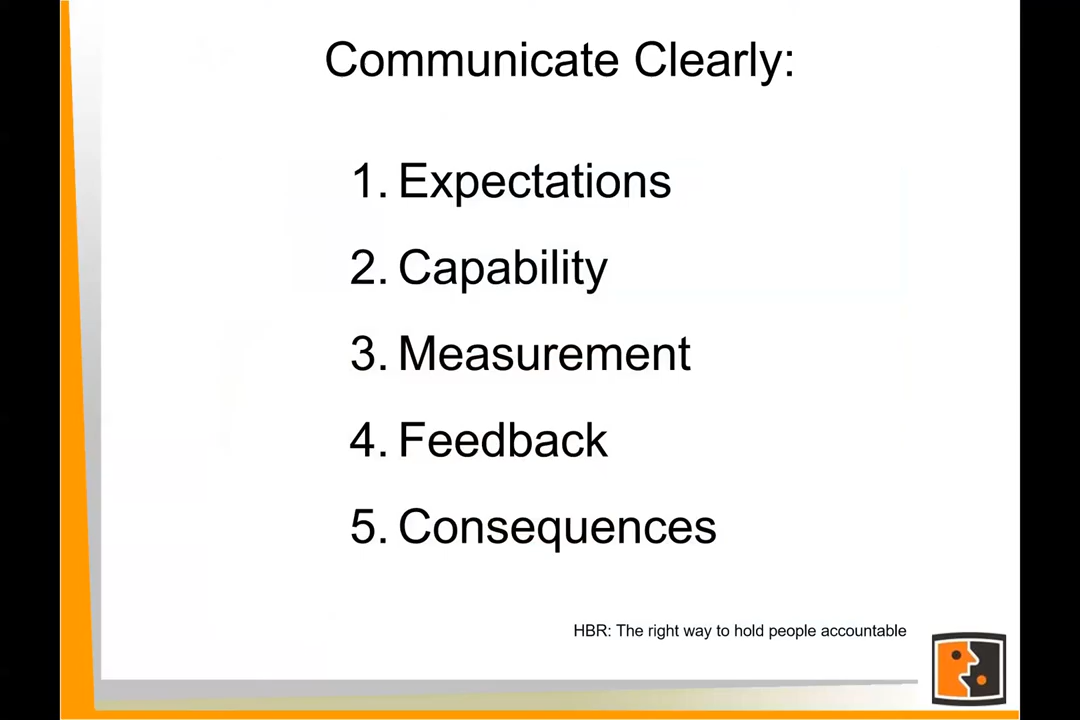 Communicate Clearly:
1. Expectations
2. Capability
3. Measurement
4. Feedback
5. Consequences
HBR: The right way to hold people accountable